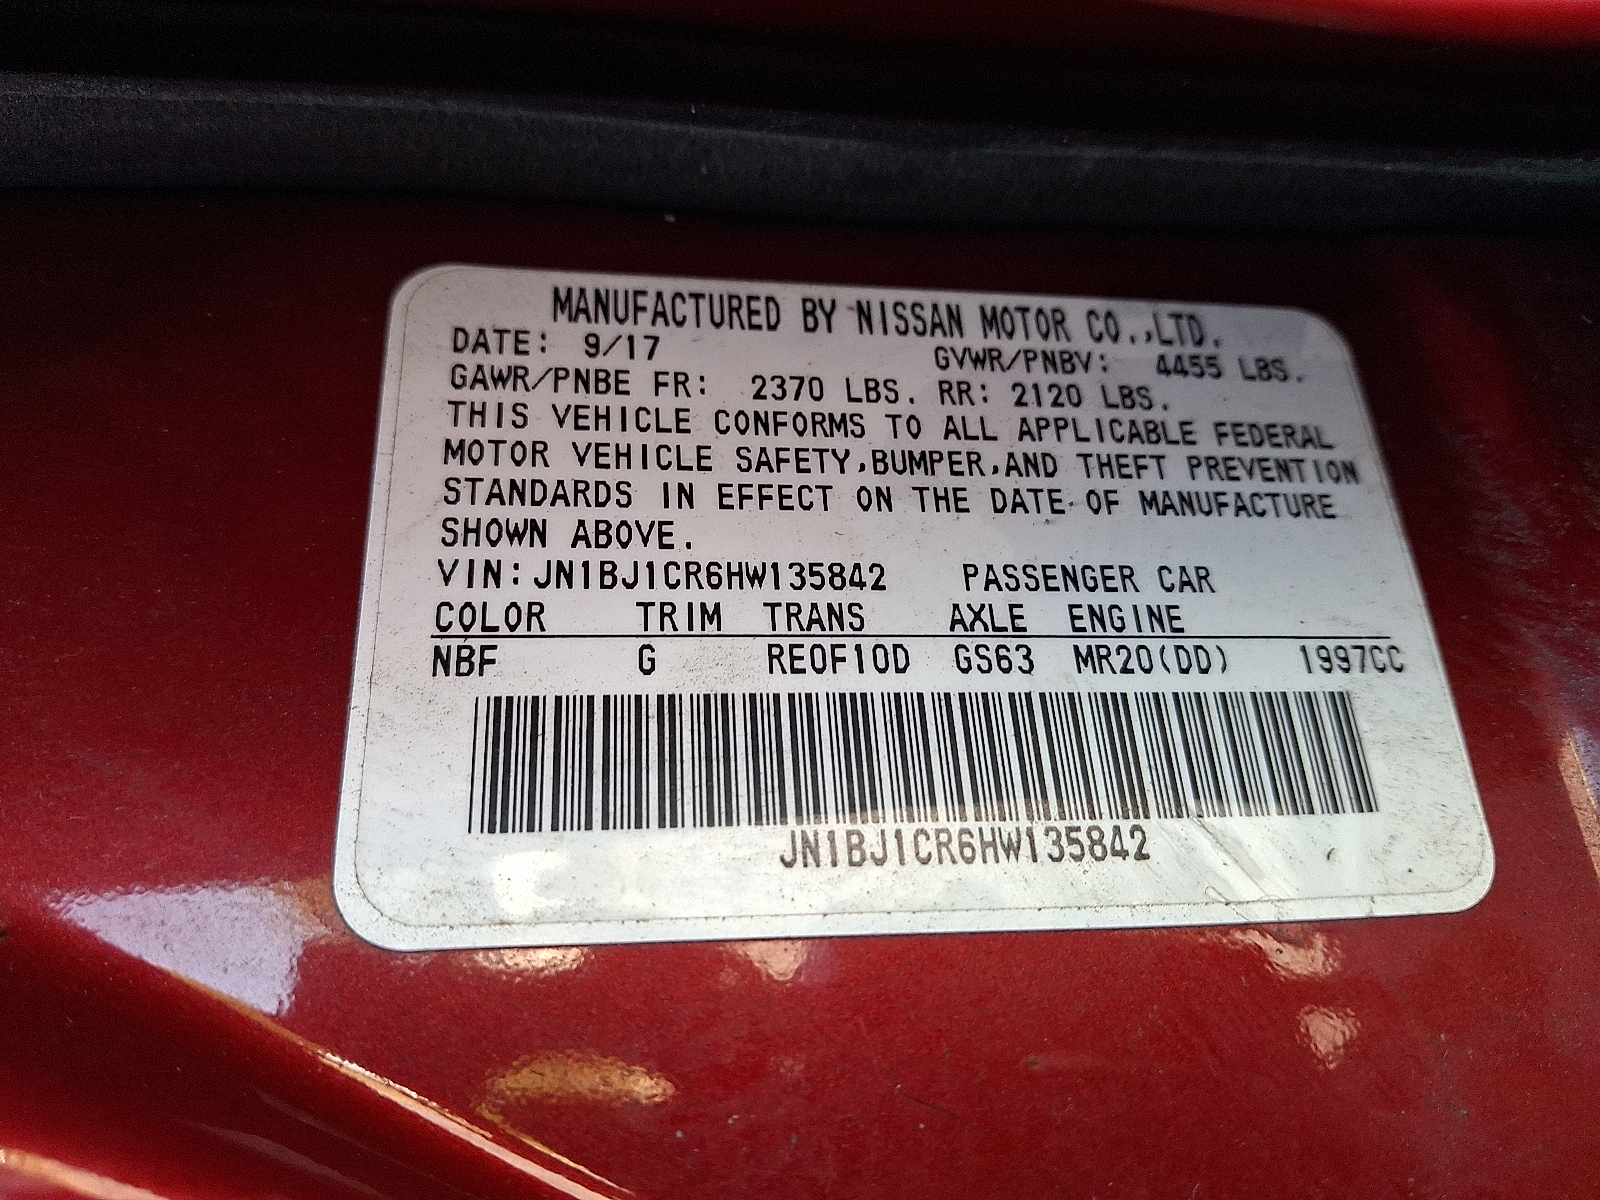 MANUFACTURED BY NISSAN MOTOR CO.,LTD.
DATE: 9/17 GVWR/PNBV: 4455 LBS.
GAWR/PNBE FR: 2370 LBS. RR: 2120 LBS.
THIS VEHICLE CONFORMS TO ALL APPLICABLE FEDERAL
MOTOR VEHICLE SAFETY,BUMPER,AND THEFT PREVENTION
STANDARDS IN EFFECT ON THE DATE OF MANUFACTURE
SHOWN ABOVE.
VIN:JN1BJ1CR6HW135842 PASSENGER CAR
COLOR TRIM TRANS AXLE ENGINE
NBF G RE0F10D GS63 MR20(DD) 1997CC
JN1BJ1CR6HW135842